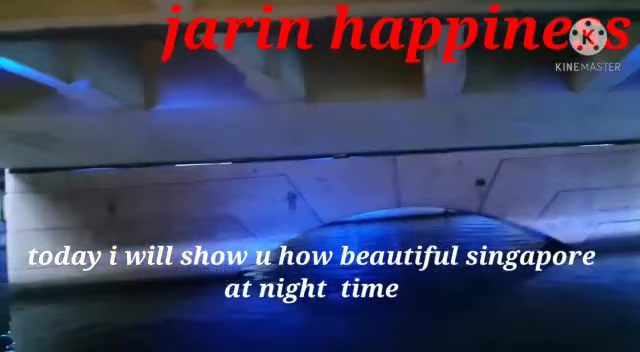 jarin happiness
KINEMASTER
today i will show u how beautiful singapore
at night time